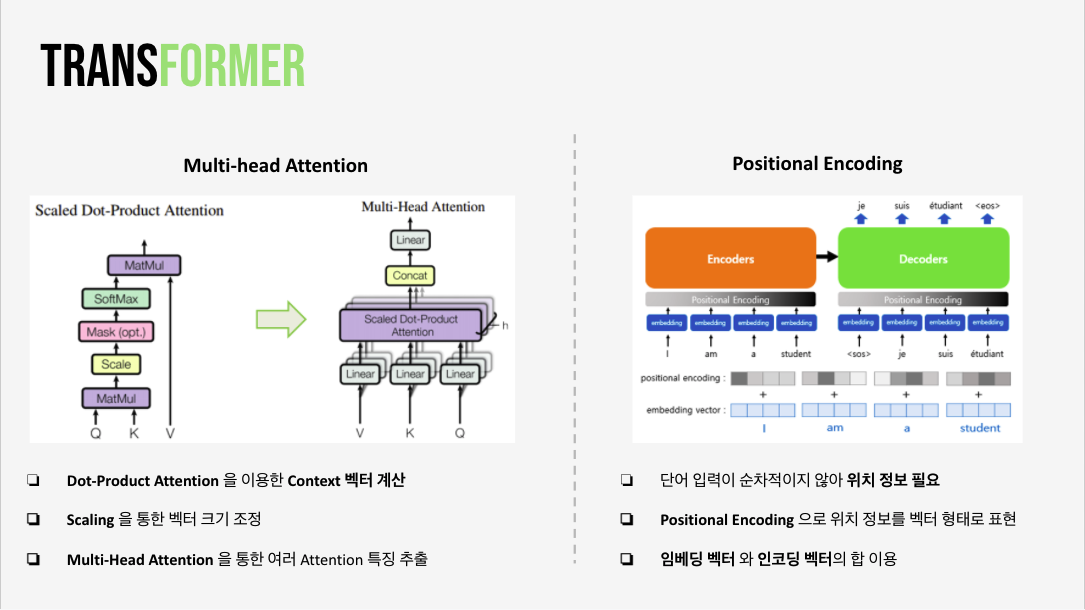 TRANSFORMER
Multi-head Attention
Scaled Dot-Product Attention
MatMul
SoftMax
Mask (opt.)
Scale
MatMul
Q K V
Multi-Head Attention
Linear
Concat
Scaled Dot-Product
Attention
h
Linear Linear Linear
V K Q
Dot-Product Attention 을 이용한 Context 벡터 계산
Scaling 을 통한 벡터 크기 조정
Multi-Head Attention 을 통한 여러 Attention 특징 추출
Positional Encoding
je suis étudiant <eos>
Encoders Decoders
Positional Encoding Positional Encoding
embedding embedding embedding embedding embedding embedding embedding embedding
I am a student <sos> je suis étudiant
positional encoding :
+ + + +
embedding vector :
I am a student
단어 입력이 순차적이지 않아 위치 정보 필요
Positional Encoding 으로 위치 정보를 벡터 형태로 표현
임베딩 벡터 와 인코딩 벡터의 합 이용